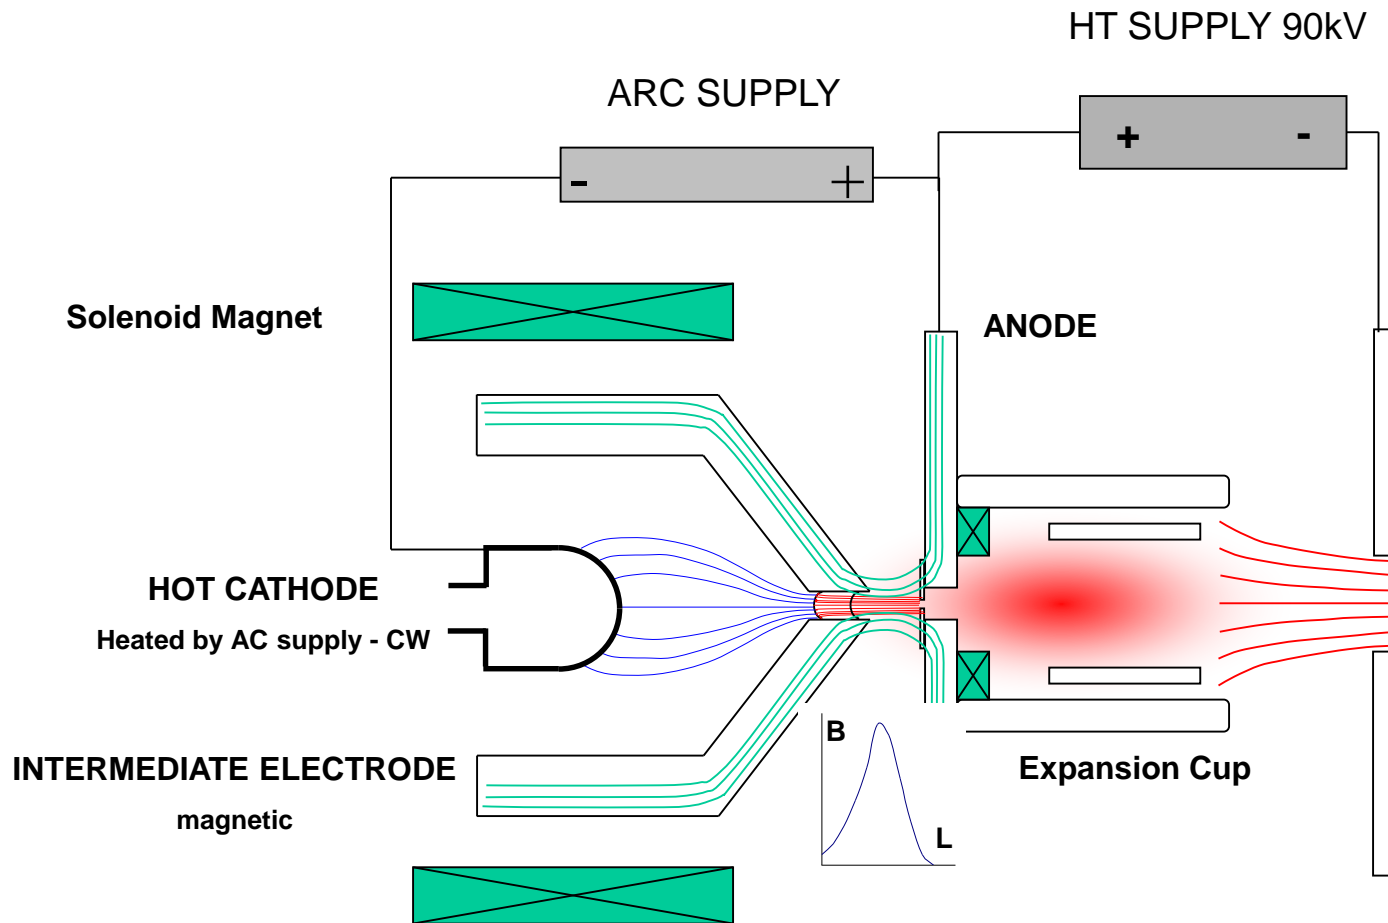 HT SUPPLY 90kV
ARC SUPPLY
+ -
- +
Solenoid Magnet
ANODE
HOT CATHODE
Heated by AC supply - CW
B
INTERMEDIATE ELECTRODE
Expansion Cup
magnetic
L